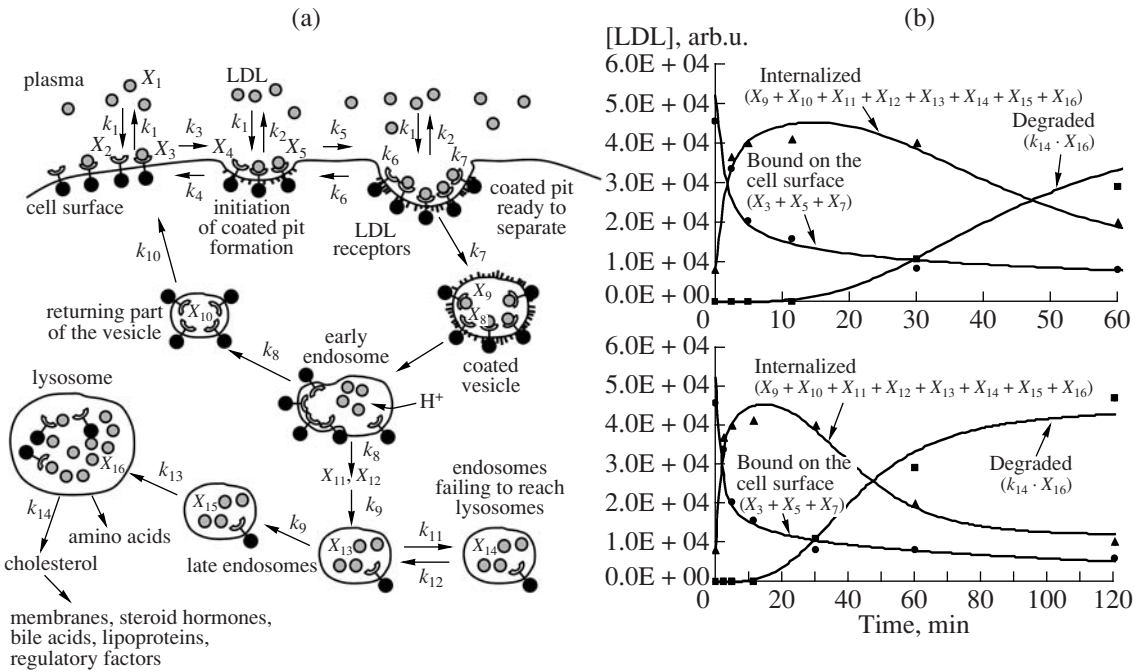 (a)
plasma
X1
LDL
k1
k1
k3
k1
k2
k5
k1
k2
X2
X3
X4
X5
k6
k7
k4
k6
cell surface
initiation
of coated pit
formation
LDL
receptors
coated pit
ready to
separate
k10
k7
returning part
of the vesicle
X10
X9
X8
coated
vesicle
k8
early
endosome
H+
lysosome
k8
X11, X12
X16
k13
k9
endosomes
failing to reach
lysosomes
k14
X15
k9
X13
k11
X14
amino acids
k12
cholesterol
late endosomes
membranes, steroid hormones,
bile acids, lipoproteins,
regulatory factors
(b)
[LDL], arb.u.
6.0E + 04
5.0E + 04
4.0E + 04
3.0E + 04
2.0E + 04
1.0E + 04
0.0E + 00
Internalized
(X9 + X10 + X11 + X12 + X13 + X14 + X15 + X16)
Degraded
(k14 · X16)
Bound on the
cell surface
(X3 + X5 + X7)
0 10 20 30 40 50 60
6.0E + 04
5.0E + 04
4.0E + 04
3.0E + 04
2.0E + 04
1.0E + 04
0.0E + 04
Internalized
(X9 + X10 + X11 + X12 + X13 + X14 + X15 + X16)
Bound on the
cell surface
(X3 + X5 + X7)
Degraded
(k14 · X16)
0 20 40 60 80 100 120
Time, min